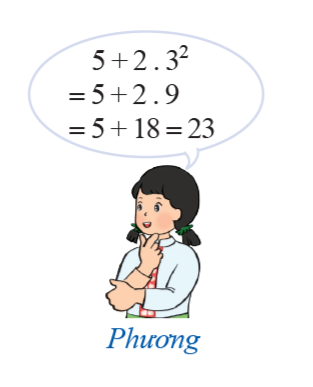 5 + 2 . 3²
= 5 + 2 . 9
= 5 + 18 = 23
Phương